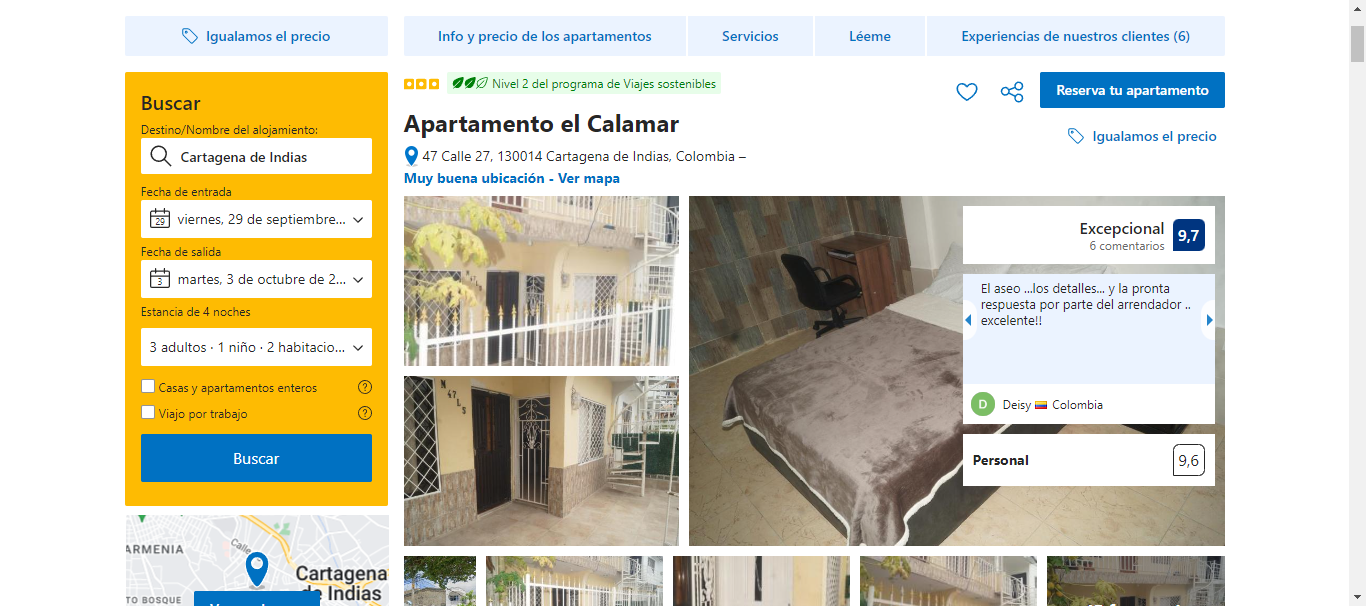 Igualamos el precio
Info y precio de los apartamentos
Servicios
Léeme
Experiencias de nuestros clientes (6)
Buscar
Destino/Nombre del alojamiento:
Cartagena de Indias
Fecha de entrada
29
viernes, 29 de septiembre...
Fecha de salida
3
martes, 3 de octubre de 2...
Estancia de 4 noches
3 adultos · 1 niño · 2 habitacio...
Casas y apartamentos enteros
Viajo por trabajo
Buscar
ARMENIA
Calle
Cartagena
de Indias
TO BOSQUE
Nivel 2 del programa de Viajes sostenibles
Reserva tu apartamento
Apartamento el Calamar
Igualamos el precio
47 Calle 27, 130014 Cartagena de Indias, Colombia –
Muy buena ubicación - Ver mapa
Excepcional
9,7
6 comentarios
El aseo ...los detalles... y la pronta
respuesta por parte del arrendador ..
excelente!!
D
Deisy Colombia
Personal
9,6